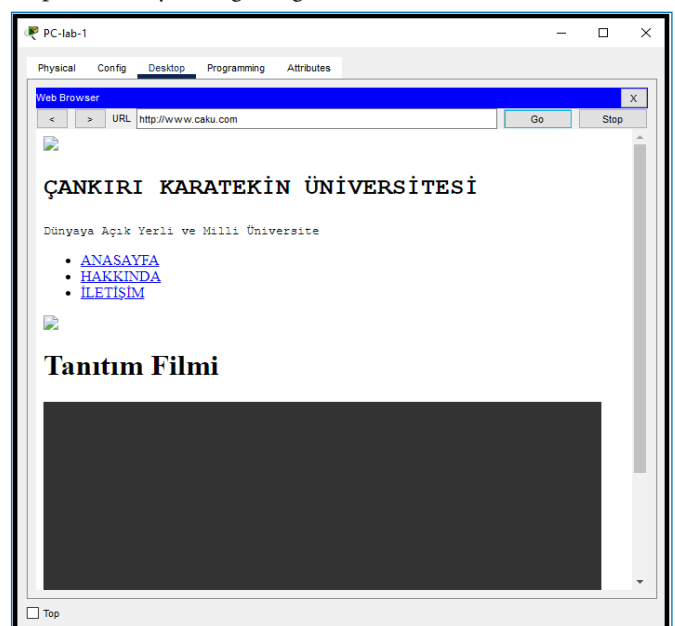 PC-lab-1
Physical Config Desktop Programming Attributes
Web Browser X
< > URL http://www.caku.com Go Stop
ÇANKIRI KARATEKİN ÜNİVERSİTESİ
Dünyaya Açık Yerli ve Milli Üniversite
ANASAYFA
HAKKINDA
İLETİŞİM
Tanıtım Filmi
Top